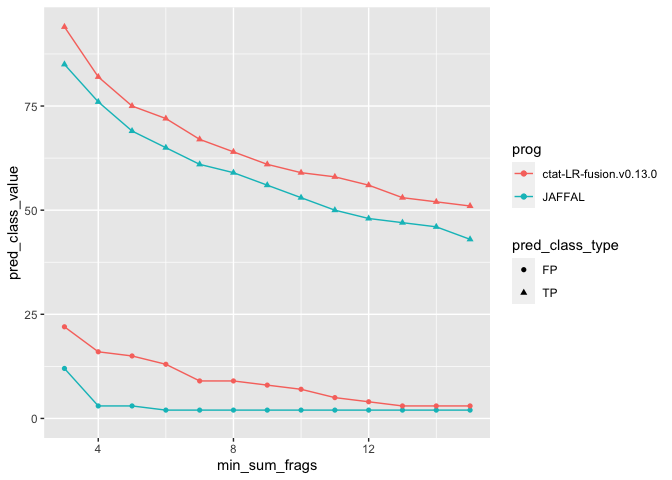 pred_class_value
75
50
25
0
4
8
12
min_sum_frags
prog
ctat-LR-fusion.v0.13.0
JAFFAL
pred_class_type
FP
TP